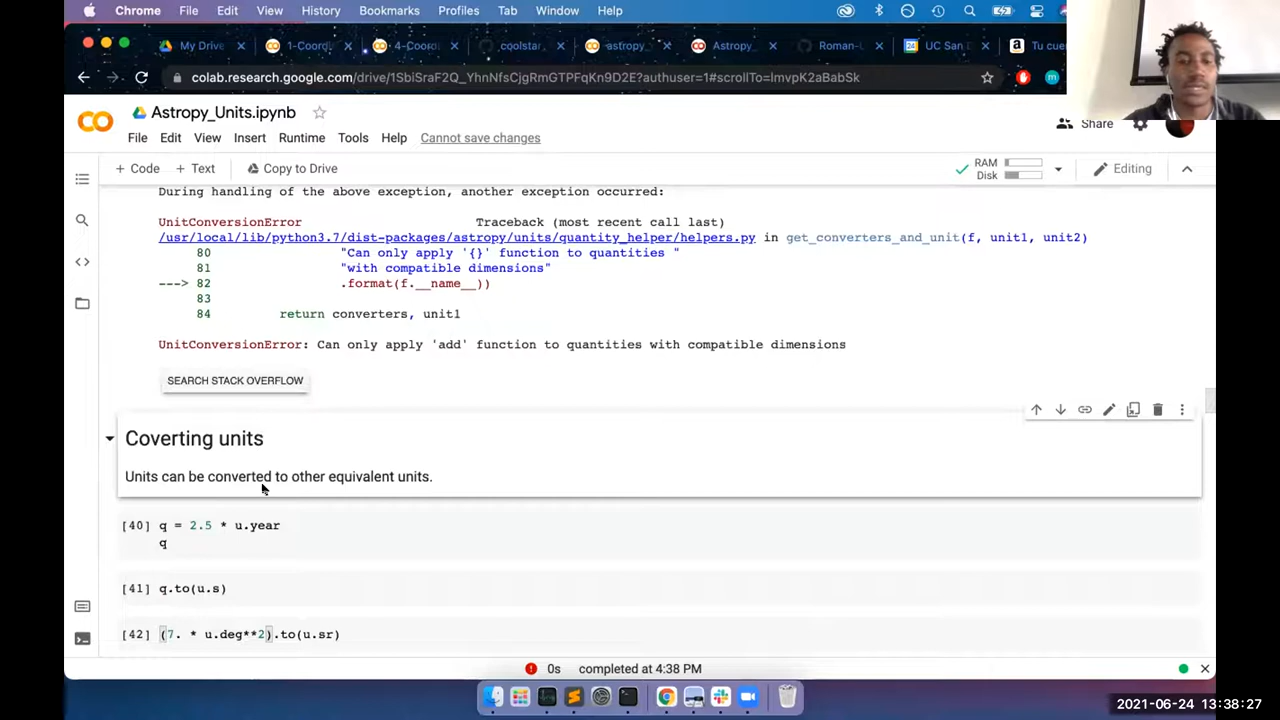 Chrome File Edit View History Bookmarks Profiles Tab Window Help
My Drive × 1-Coordi × 4-Coord × coolstar × astropy_ × Astropy_ × Roman- × UC San D × Tu cuen
colab.research.google.com/drive/1SbiSraF2Q_YhnNfsCjgRmGTPFqKn9D2E?authuser=1#scrollTo=lmvpK2aBabSk
Astropy_Units.ipynb
File Edit View Insert Runtime Tools Help Cannot save changes
Share
+ Code + Text Copy to Drive
RAM
Disk
Editing
During handling of the above exception, another exception occurred:
UnitConversionError Traceback (most recent call last)
/usr/local/lib/python3.7/dist-packages/astropy/units/quantity_helper/helpers.py in get_converters_and_unit(f, unit1, unit2)
80 "Can only apply '{}' function to quantities "
81 "with compatible dimensions"
---> 82 .format(f.__name__))
83
84 return converters, unit1
UnitConversionError: Can only apply 'add' function to quantities with compatible dimensions
SEARCH STACK OVERFLOW
Coverting units
Units can be converted to other equivalent units.
[40] q = 2.5 * u.year
q
[41] q.to(u.s)
[42] (7. * u.deg**2).to(u.sr)
0s completed at 4:38 PM
2021-06-24 13:38:27